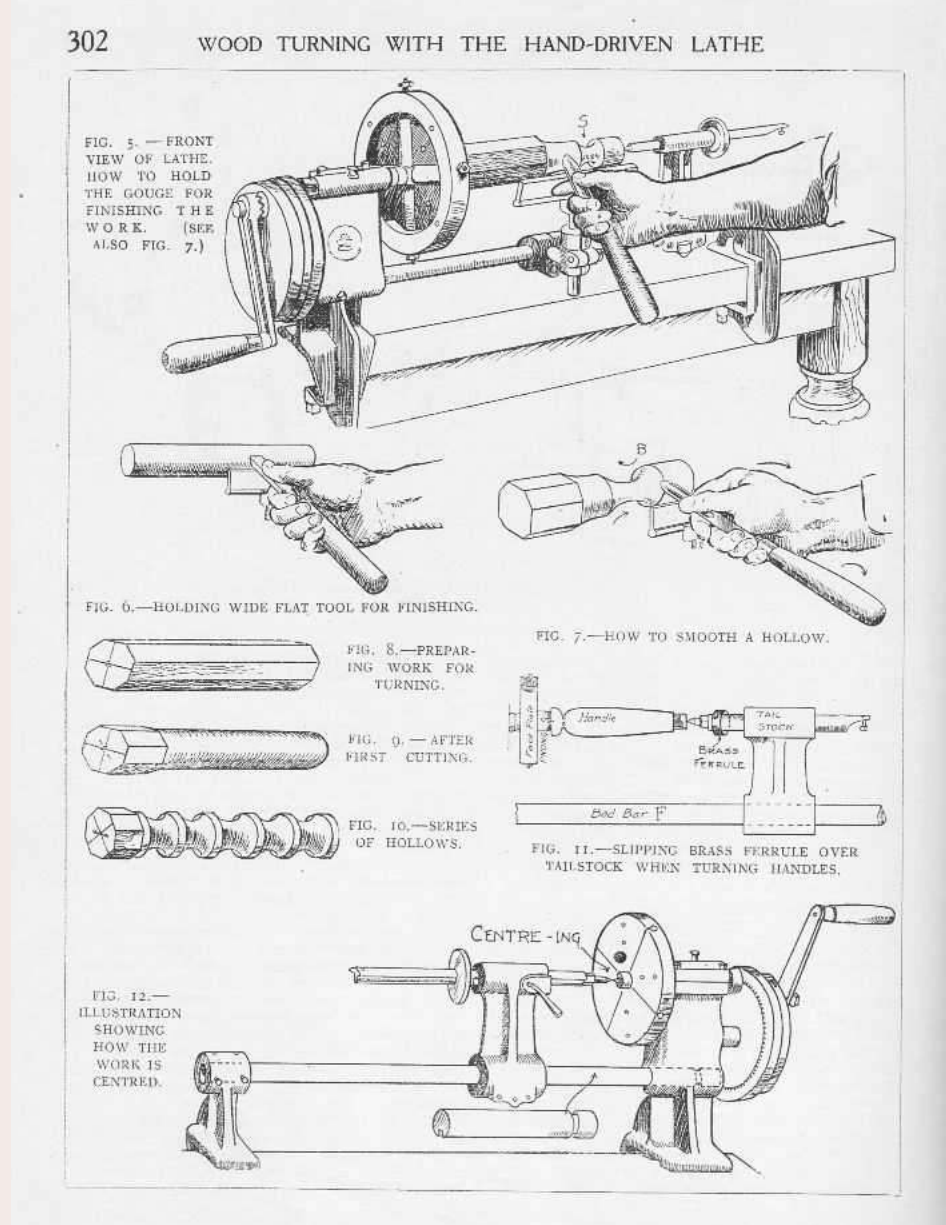 302
WOOD TURNING WITH THE HAND-DRIVEN LATHE
FIG. 5. — FRONT
VIEW OF LATHE.
HOW TO HOLD
THE GOUGE FOR
FINISHING THE
WORK. (SEE
ALSO FIG. 7.)
S
B
FIG. 6.—HOLDING WIDE FLAT TOOL FOR FINISHING.
FIG. 7.—HOW TO SMOOTH A HOLLOW.
FIG. 8.—PREPAR-
ING WORK FOR
TURNING.
FIG. 9. — AFTER
FIRST CUTTING.
FIG. 10.—SERIES
OF HOLLOWS.
Face Plate
PRONGS
Handle
TAIL
STOCK
BRASS
FERRULE
Bed Bar F
FIG. 11.—SLIPPING BRASS FERRULE OVER
TAILSTOCK WHEN TURNING HANDLES.
CENTRE-ING
FIG. 12.—
ILLUSTRATION
SHOWING
HOW THE
WORK IS
CENTRED.